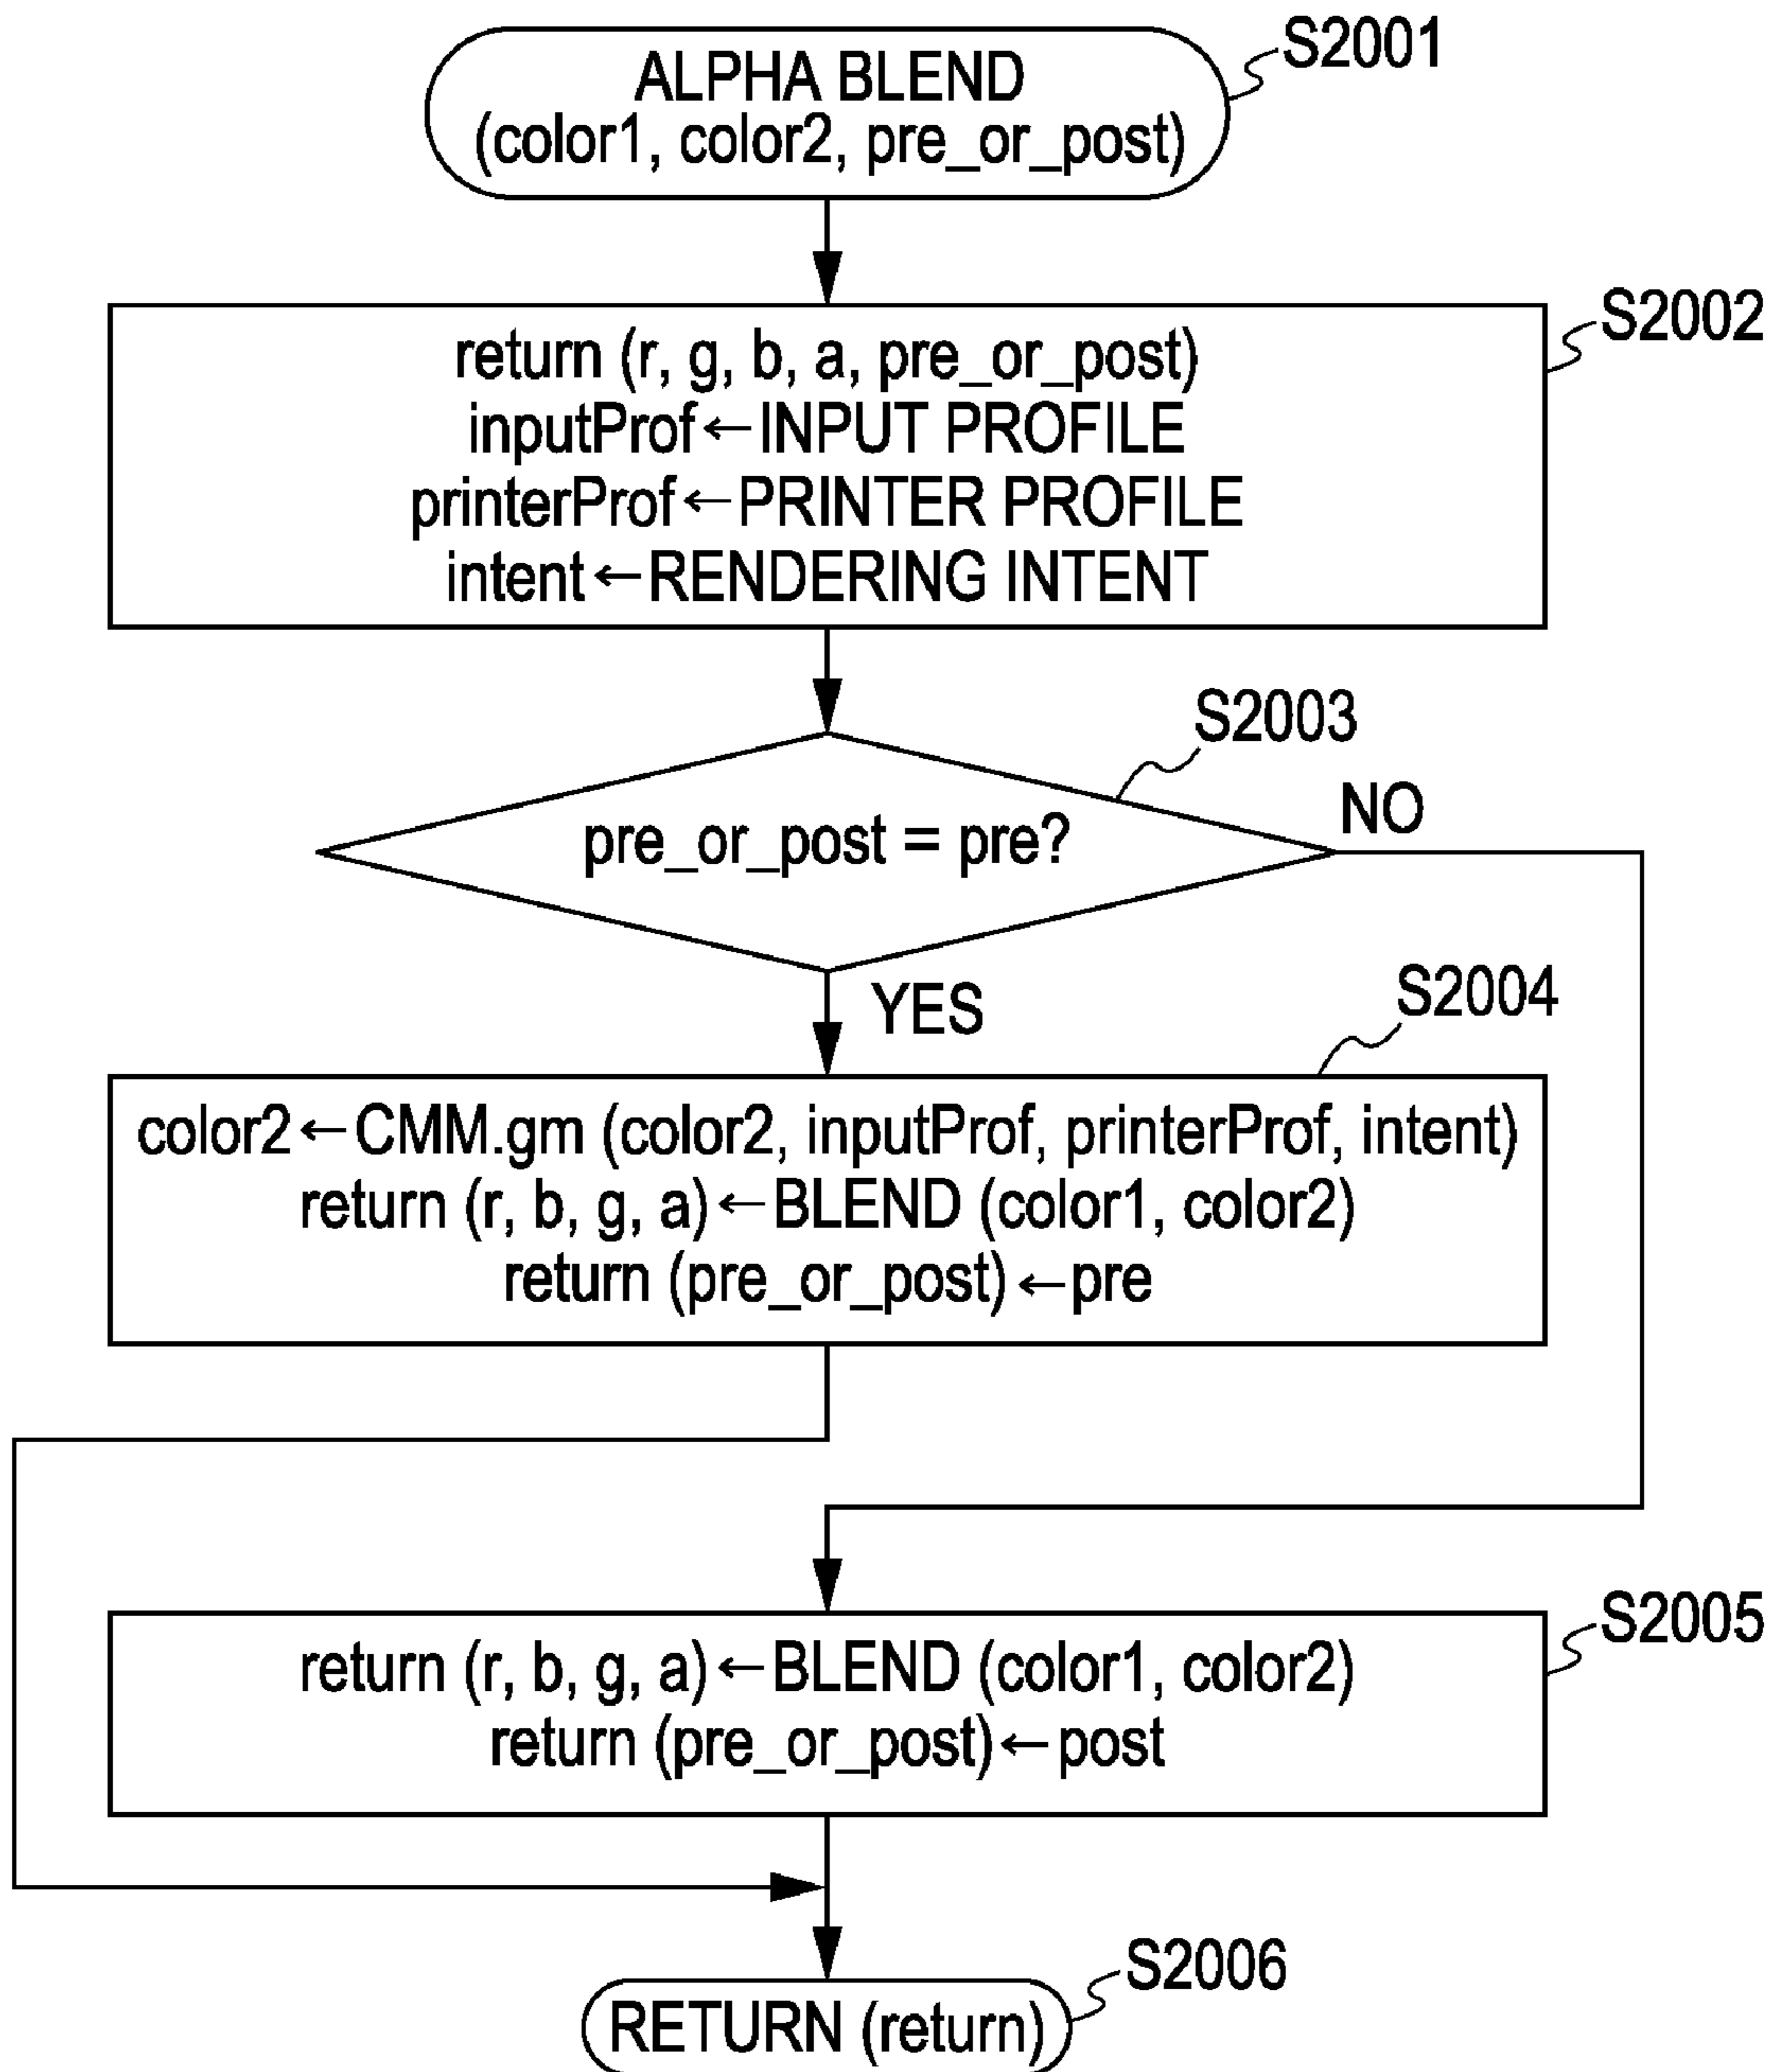 ALPHA BLEND
(color1, color2, pre_or_post)
S2001
return (r, g, b, a, pre_or_post)
inputProf←INPUT PROFILE
printerProf←PRINTER PROFILE
intent←RENDERING INTENT
S2002
pre_or_post = pre?
S2003
NO
YES
S2004
color2←CMM.gm (color2, inputProf, printerProf, intent)
return (r, b, g, a)←BLEND (color1, color2)
return (pre_or_post)←pre
return (r, b, g, a)←BLEND (color1, color2)
return (pre_or_post)←post
S2005
RETURN (return)
S2006